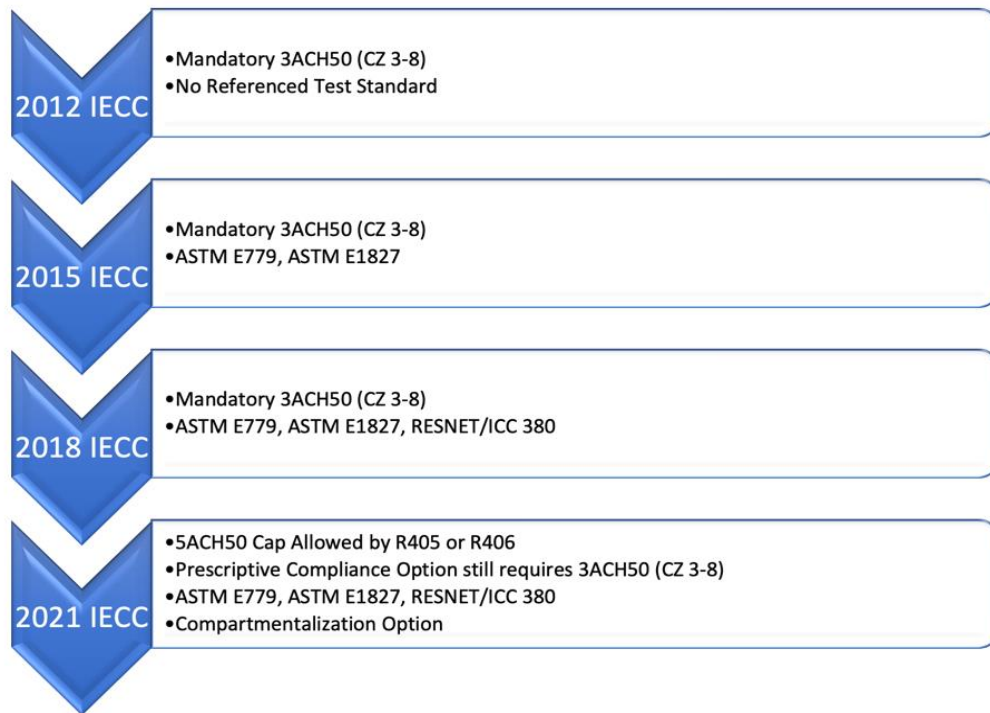 2012 IECC
•Mandatory 3ACH50 (CZ 3-8)
•No Referenced Test Standard
2015 IECC
•Mandatory 3ACH50 (CZ 3-8)
•ASTM E779, ASTM E1827
2018 IECC
•Mandatory 3ACH50 (CZ 3-8)
•ASTM E779, ASTM E1827, RESNET/ICC 380
2021 IECC
•5ACH50 Cap Allowed by R405 or R406
•Prescriptive Compliance Option still requires 3ACH50 (CZ 3-8)
•ASTM E779, ASTM E1827, RESNET/ICC 380
•Compartmentalization Option